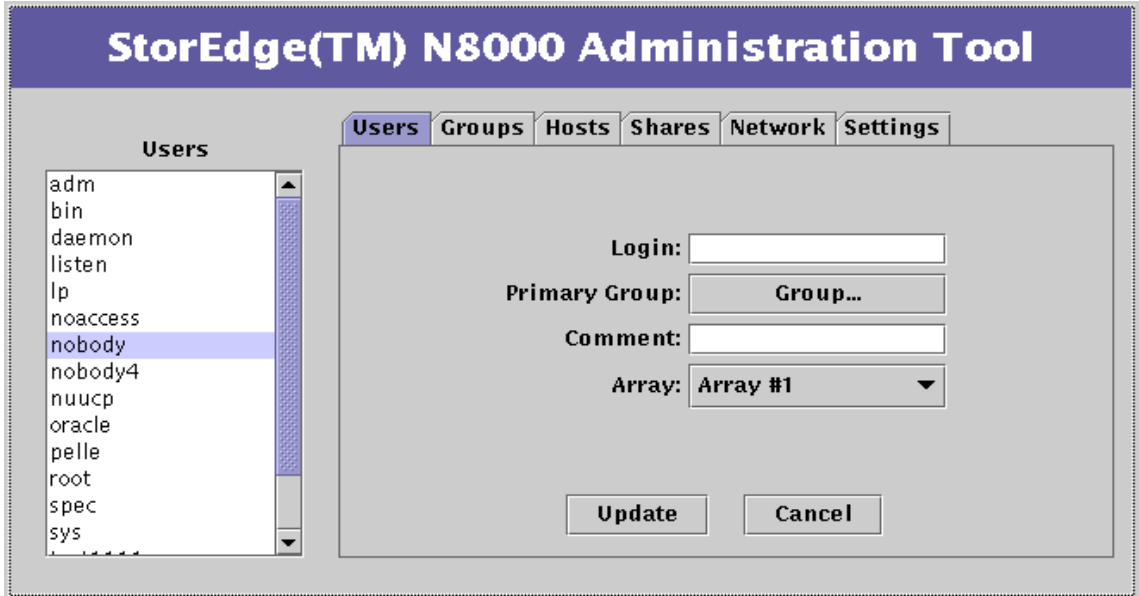 StorEdge(TM) N8000 Administration Tool
Users Groups Hosts Shares Network Settings
Users
adm
bin
daemon
listen
lp
noaccess
nobody
nobody4
nuucp
oracle
pelle
root
spec
sys
Login:
Primary Group: Group...
Comment:
Array: Array #1
Update Cancel